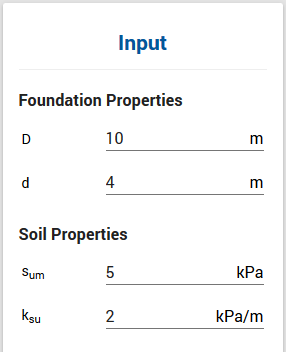 Input
Foundation Properties
D 10 m
d 4 m
Soil Properties
sum 5 kPa
ksu 2 kPa/m